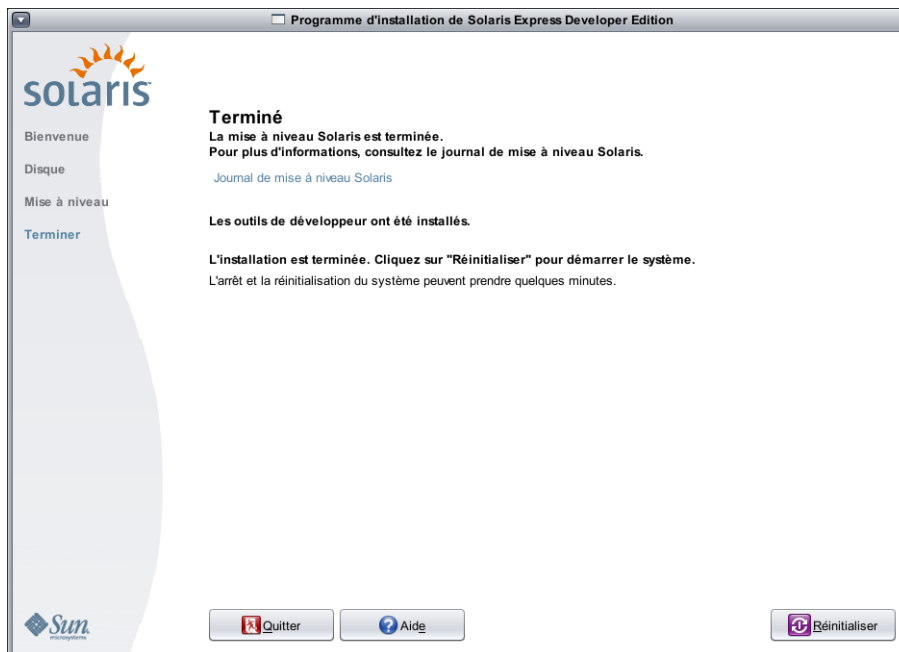 Programme d'installation de Solaris Express Developer Edition
solaris
Bienvenue
Disque
Mise à niveau
Terminer
Terminé
La mise à niveau Solaris est terminée.
Pour plus d'informations, consultez le journal de mise à niveau Solaris.
Journal de mise à niveau Solaris
Les outils de développeur ont été installés.
L'installation est terminée. Cliquez sur "Réinitialiser" pour démarrer le système.
L'arrêt et la réinitialisation du système peuvent prendre quelques minutes.
Sun
microsystems
Quitter
Aide
Réinitialiser